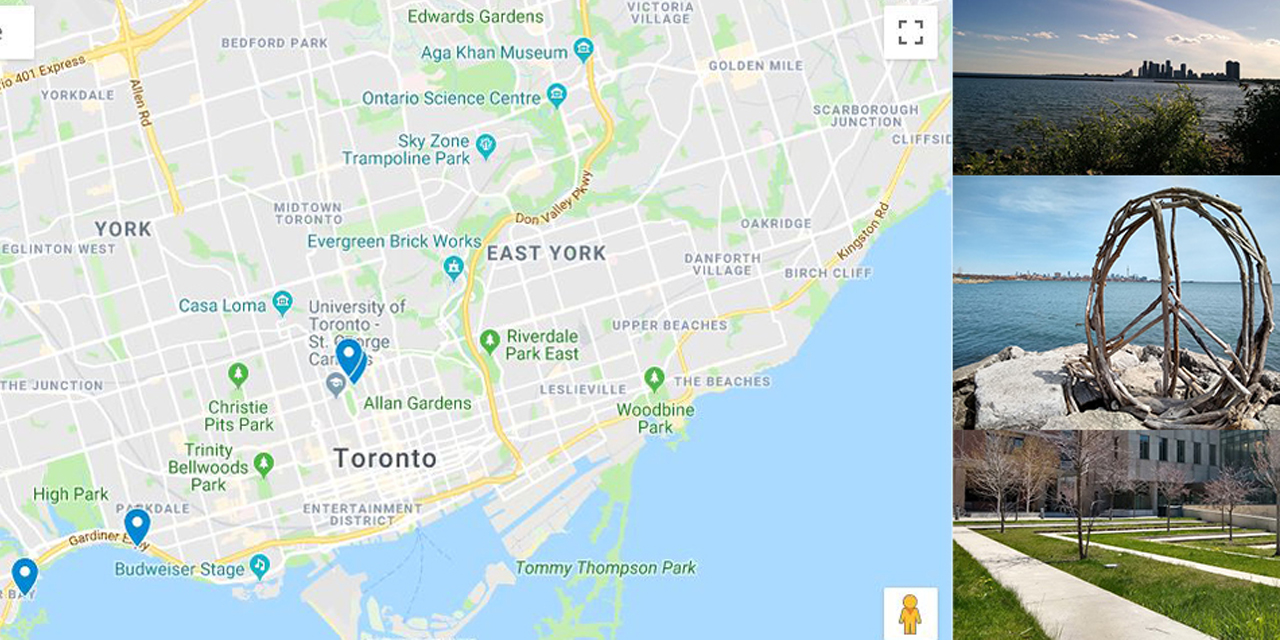 Edwards Gardens
VICTORIA
VILLAGE
BEDFORD PARK
Aga Khan Museum
GOLDEN MILE
401 Express
YORKDALE
Allen Rd
Ontario Science Centre
SCARBOROUGH
JUNCTION
CLIFFSID
Sky Zone
Trampoline Park
MIDTOWN
TORONTO
Don Valley Pkwy
YORK
OAKRIDGE
Kingston Rd
EGLINTON WEST
Evergreen Brick Works
EAST YORK
DANFORTH
VILLAGE
BIRCH CLIFF
Casa Loma
University of
Toronto -
St. George
UPPER BEACHES
Riverdale
Park East
THE JUNCTION
LESLIEVILLE
THE BEACHES
Christie
Pits Park
Allan Gardens
Woodbine
Park
Trinity
Bellwoods
Park
Toronto
High Park
PARKDALE
ENTERTAINMENT
DISTRICT
Gardiner Expy
Budweiser Stage
Tommy Thompson Park
BAY